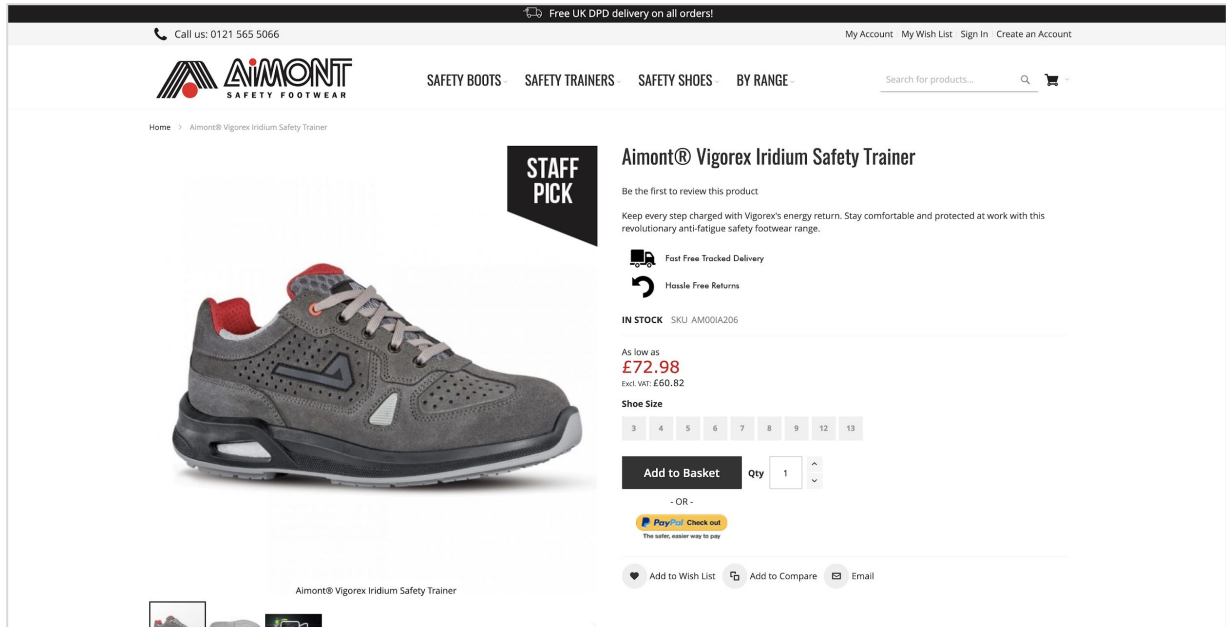 Free UK DPD delivery on all orders!
Call us: 0121 565 5066
My Account My Wish List Sign In Create an Account
AIMONT
SAFETY FOOTWEAR
SAFETY BOOTS SAFETY TRAINERS SAFETY SHOES BY RANGE
Search for products...
Home > Aimont® Vigorex Iridium Safety Trainer
STAFF
PICK
Aimont® Vigorex Iridium Safety Trainer
Be the first to review this product
Keep every step charged with Vigorex's energy return. Stay comfortable and protected at work with this
revolutionary anti-fatigue safety footwear range.
Fast Free Tracked Delivery
Hassle Free Returns
IN STOCK SKU AM00IA206
As low as
£72.98
Excl. VAT: £60.82
Shoe Size
3 4 5 6 7 8 9 12 13
Add to Basket Qty 1
- OR -
PayPal Check out
The safer, easier way to pay
Add to Wish List Add to Compare Email
Aimont® Vigorex Iridium Safety Trainer